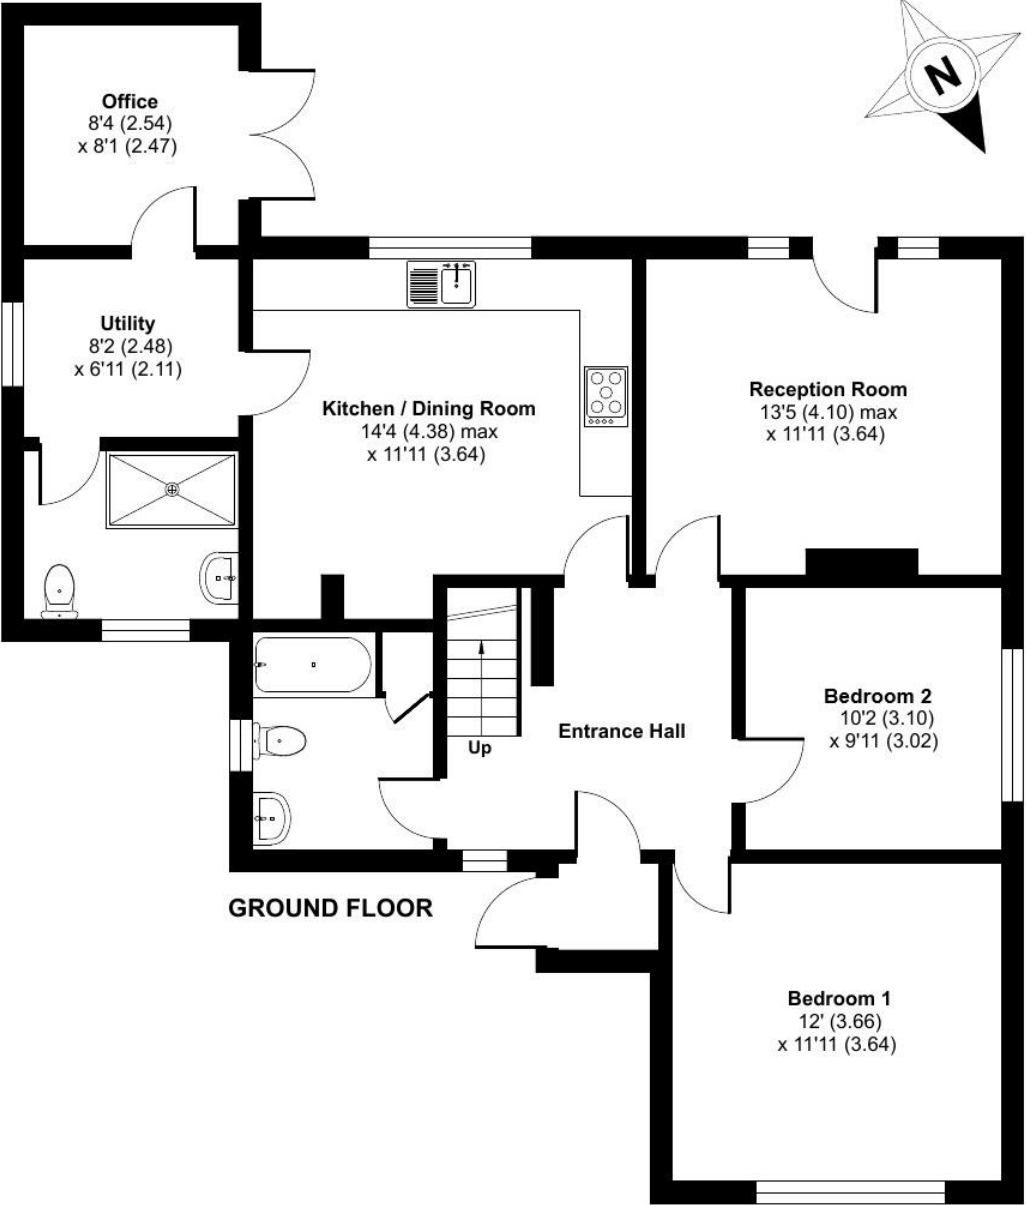 N
Office
8'4 (2.54)
x 8'1 (2.47)
Utility
8'2 (2.48)
x 6'11 (2.11)
Kitchen / Dining Room
14'4 (4.38) max
x 11'11 (3.64)
Reception Room
13'5 (4.10) max
x 11'11 (3.64)
Bedroom 2
10'2 (3.10)
x 9'11 (3.02)
Entrance Hall
Up
GROUND FLOOR
Bedroom 1
12' (3.66)
x 11'11 (3.64)